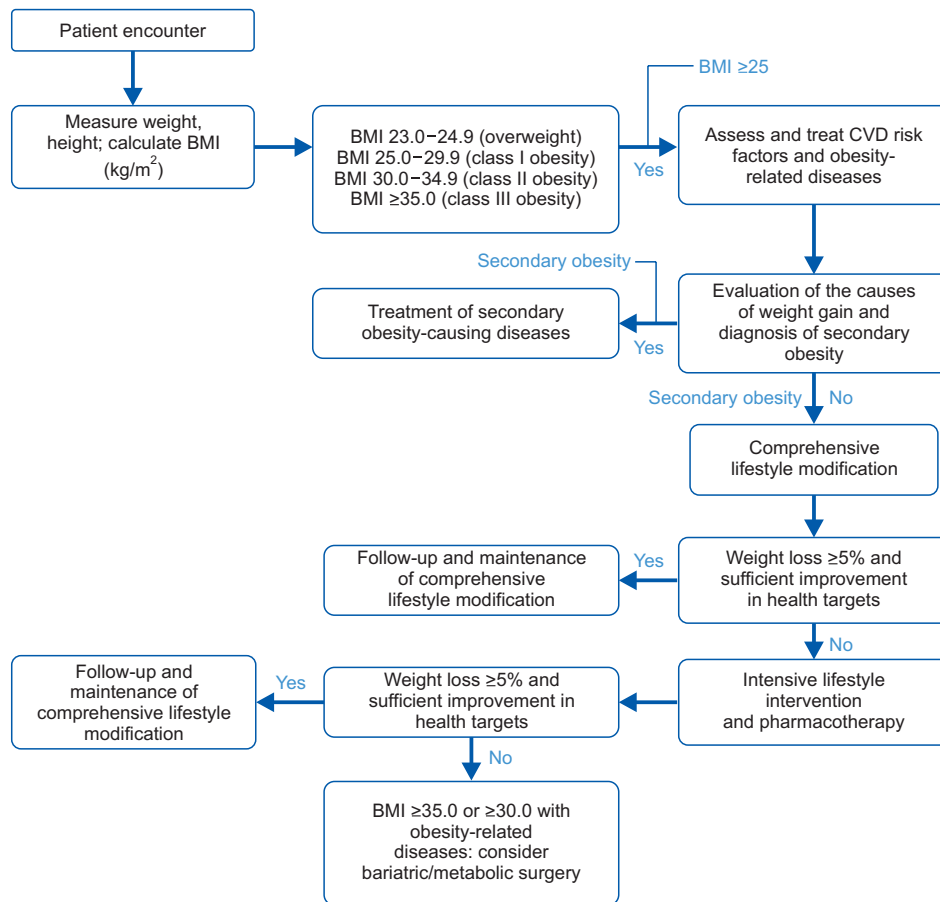 Patient encounter
Measure weight,
height; calculate BMI
(kg/m²)
BMI 23.0−24.9 (overweight)
BMI 25.0−29.9 (class I obesity)
BMI 30.0−34.9 (class II obesity)
BMI ≥35.0 (class III obesity)
BMI ≥25
Yes
Assess and treat CVD risk
factors and obesity-
related diseases
Evaluation of the causes
of weight gain and
diagnosis of secondary
obesity
Secondary obesity
Yes
Treatment of secondary
obesity-causing diseases
Secondary obesity
No
Comprehensive
lifestyle modification
Weight loss ≥5% and
sufficient improvement
in health targets
Yes
Follow-up and maintenance
of comprehensive
lifestyle modification
No
Intensive lifestyle
intervention
and pharmacotherapy
Weight loss ≥5% and
sufficient improvement in
health targets
Yes
Follow-up and
maintenance of
comprehensive lifestyle
modification
No
BMI ≥35.0 or ≥30.0 with
obesity-related
diseases: consider
bariatric/metabolic surgery